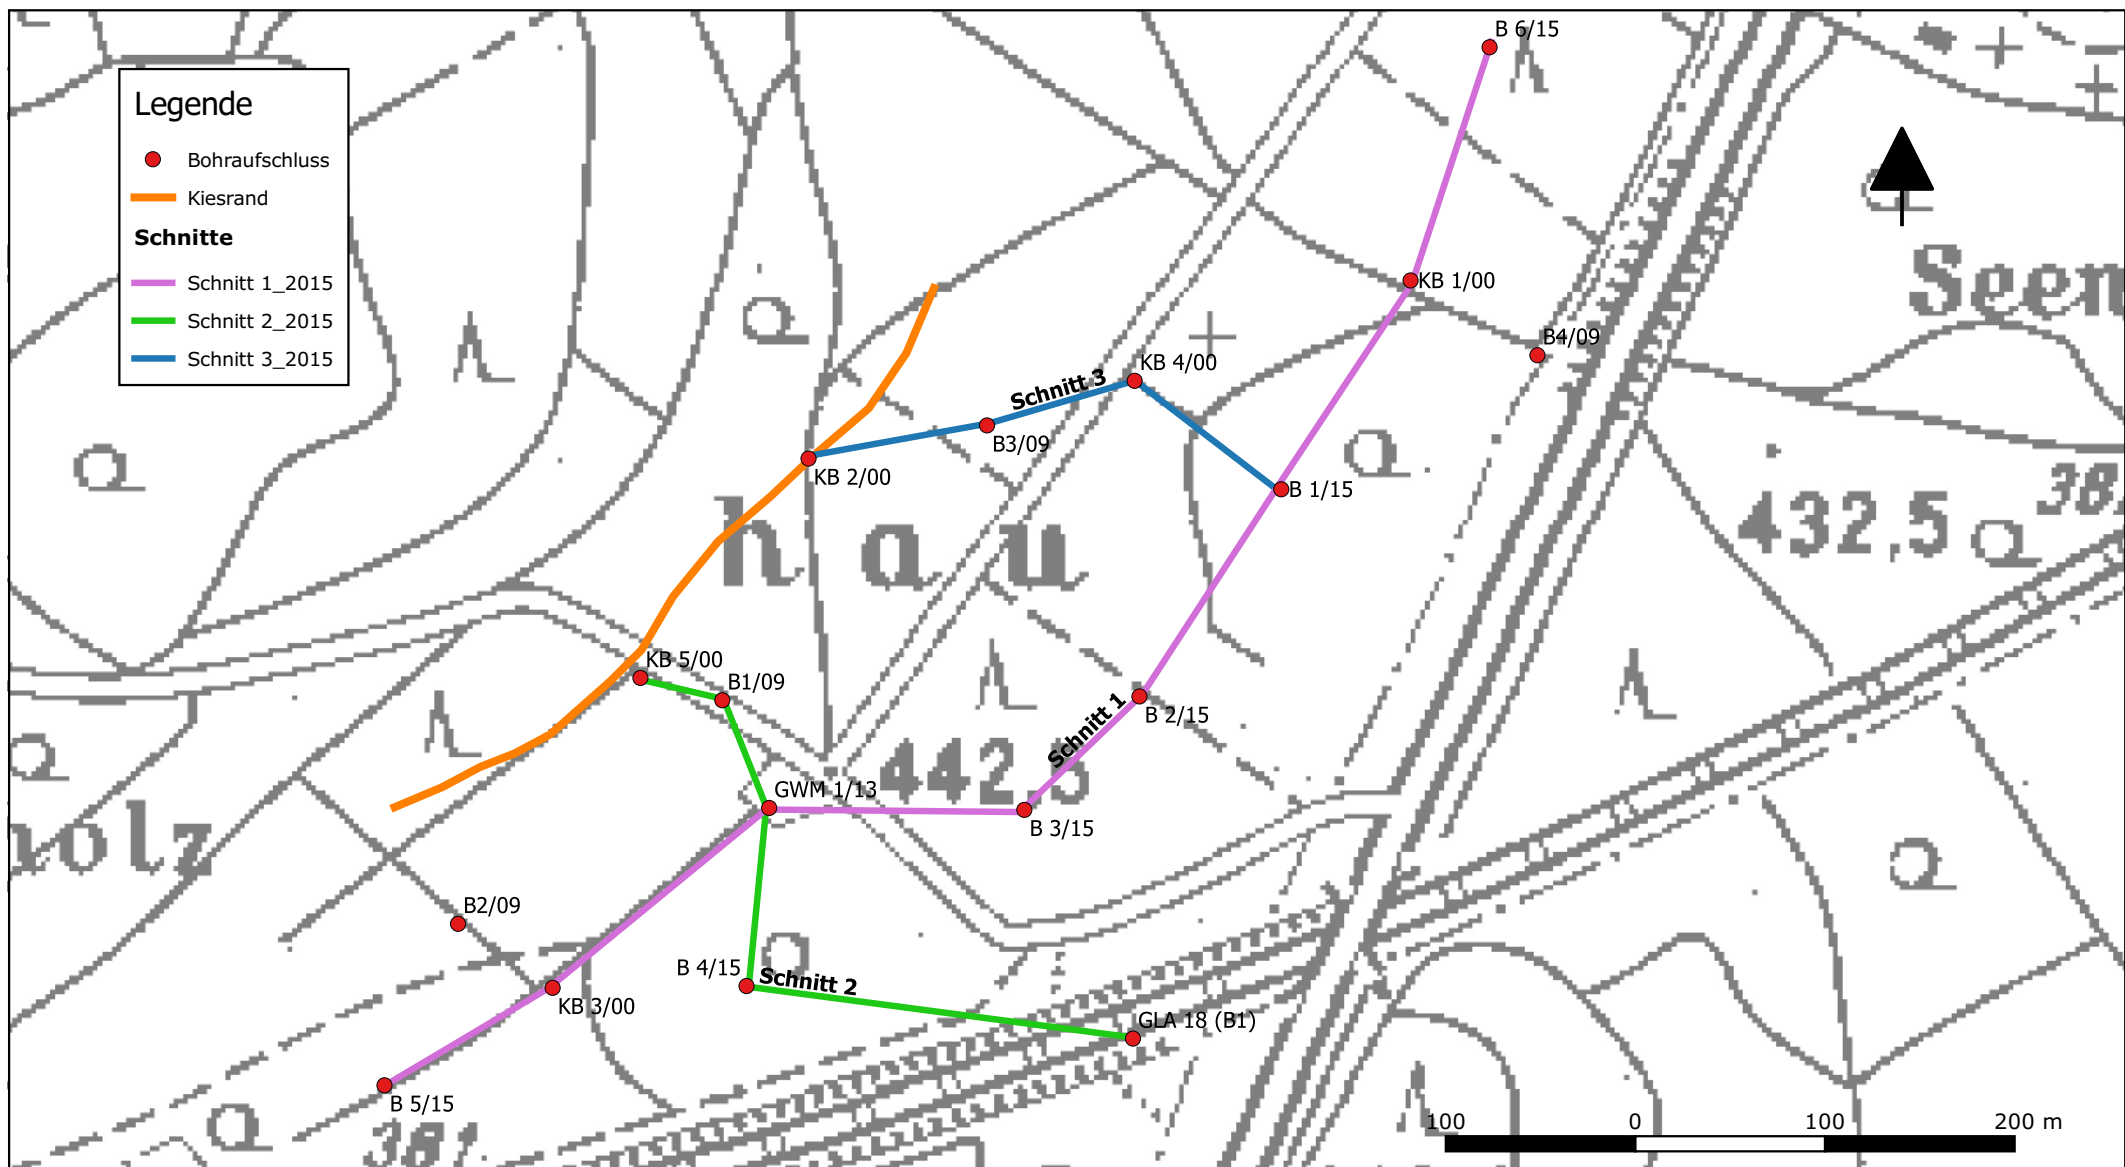 B 6/15
Legende
Bohraufschluss
Kiesrand
Schnitte
Schnitt 1_2015
Schnitt 2_2015
Schnitt 3_2015
KB 1/00
B4/09
KB 4/00
Schnitt 3
B3/09
KB 2/00
B 1/15
432,5
h a u
KB 5/00
B1/09
B 2/15
Schnitt 1
442,5
GWM 1/13
B 3/15
B2/09
B 4/15
Schnitt 2
KB 3/00
GLA 18 (B1)
B 5/15
100 0 100 200 m